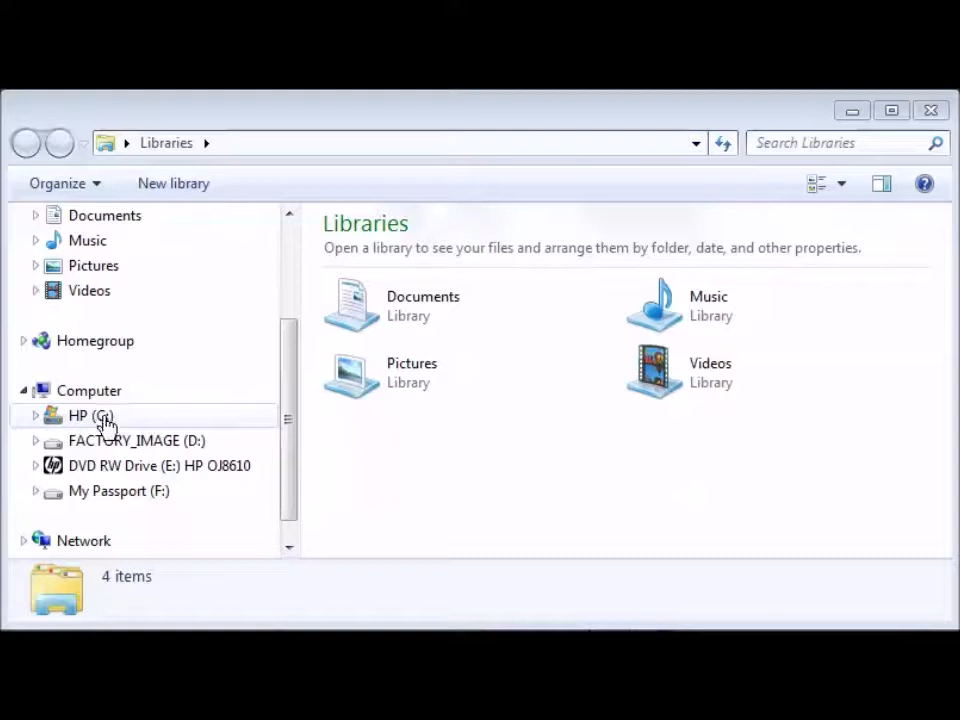 Libraries
Search Libraries
Organize
New library
Documents
Music
Pictures
Videos
Homegroup
Computer
HP (C:)
FACTORY_IMAGE (D:)
DVD RW Drive (E:) HP OJ8610
My Passport (F:)
Network
Libraries
Open a library to see your files and arrange them by folder, date, and other properties.
Documents
Library
Music
Library
Pictures
Library
Videos
Library
4 items